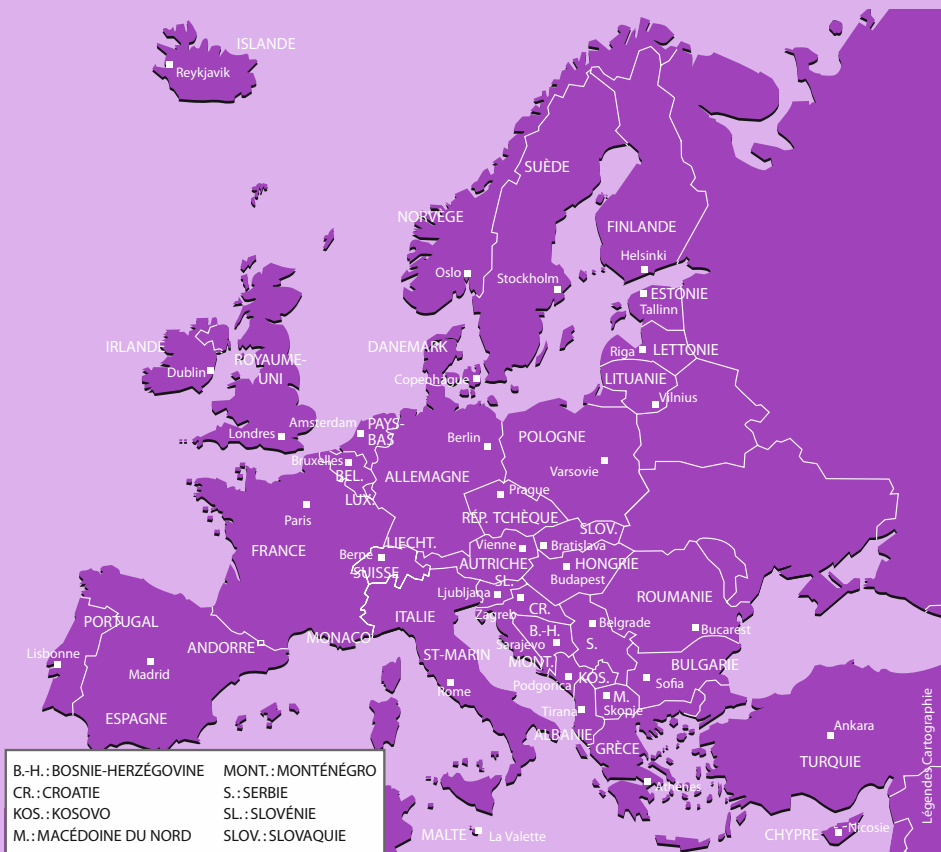 ISLANDE
Reykjavik
SUÈDE
NORVÈGE
FINLANDE
Helsinki
Oslo
Stockholm
ESTONIE
Tallinn
IRLANDE
Dublin
ROYAUME-
UNI
DANEMARK
Copenhague
Riga
LETTONIE
LITUANIE
Vilnius
Londres
Amsterdam
PAYS-
BAS
Berlin
POLOGNE
Varsovie
Bruxelles
BEL.
ALLEMAGNE
LUX.
Prague
RÉP. TCHÈQUE
Paris
FRANCE
SLOV.
Berne
LIECHT.
SUISSE
Vienne
Bratislava
AUTRICHE
HONGRIE
Budapest
SL.
Ljubljana
Zagreb
CR.
ROUMANIE
ITALIE
PORTUGAL
Lisbonne
Madrid
ESPAGNE
ANDORRE
MONACO
ST-MARIN
Rome
B.-H.
Sarajevo
Belgrade
S.
Bucarest
MONT.
Podgorica
KOS.
BULGARIE
Sofia
M.
Skopje
Tirana
ALBANIE
GRÈCE
Athènes
Ankara
TURQUIE
MALTE
La Valette
CHYPRE
Nicosie
Légendes Cartographie
B.-H. : BOSNIE-HERZÉGOVINE
CR. : CROATIE
KOS. : KOSOVO
M. : MACÉDOINE DU NORD
MONT. : MONTÉNÉGRO
S. : SERBIE
SL. : SLOVÉNIE
SLOV. : SLOVAQUIE